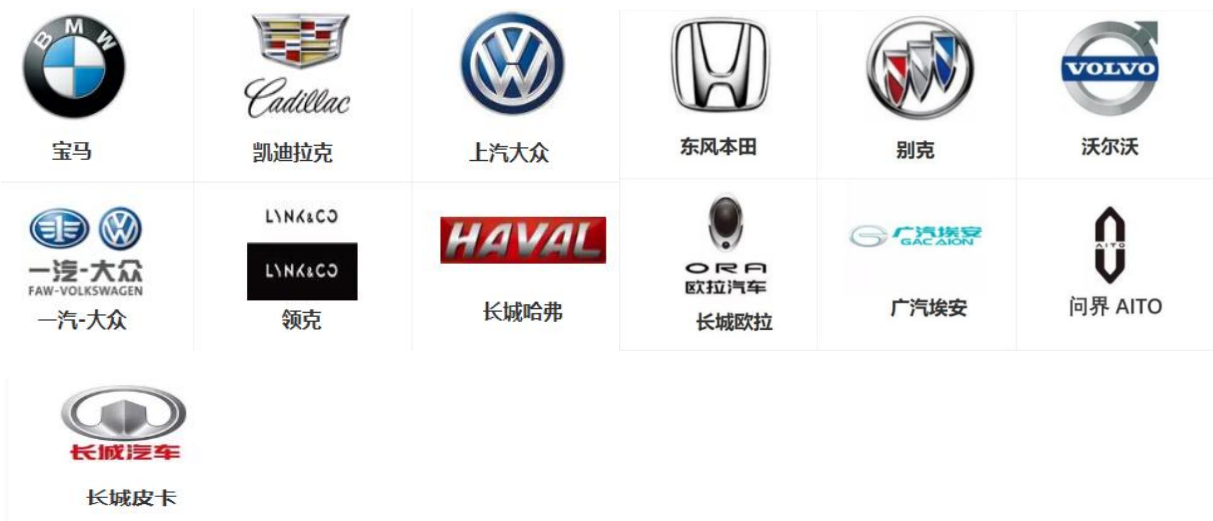 BMW
Cadillac
VOLVO
宝马
凯迪拉克
上汽大众
东风本田
别克
沃尔沃
一汽-大众
FAW-VOLKSWAGEN
一汽-大众
LYNK&CO
LYNK&CO
领克
HAVAL
长城哈弗
ORA
欧拉汽车
长城欧拉
广汽埃安
GAC AION
广汽埃安
AITO
问界 AITO
长城汽车
长城皮卡